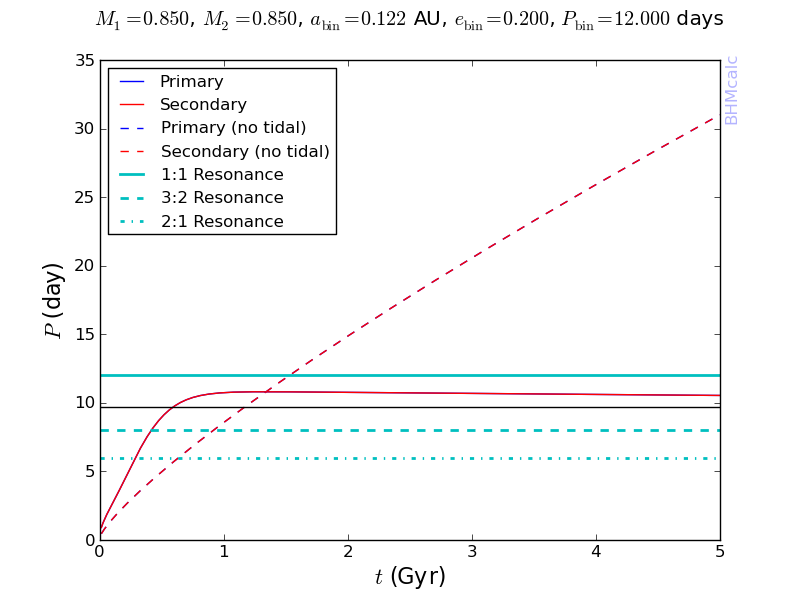 M₁=0.850, M₂=0.850, a_bin=0.122 AU, e_bin=0.200, P_bin=12.000 days
BHMcalc
Primary
Secondary
Primary (no tidal)
Secondary (no tidal)
1:1 Resonance
3:2 Resonance
2:1 Resonance
35
30
25
20
15
10
5
0
P (day)
0 1 2 3 4 5
t (Gyr)